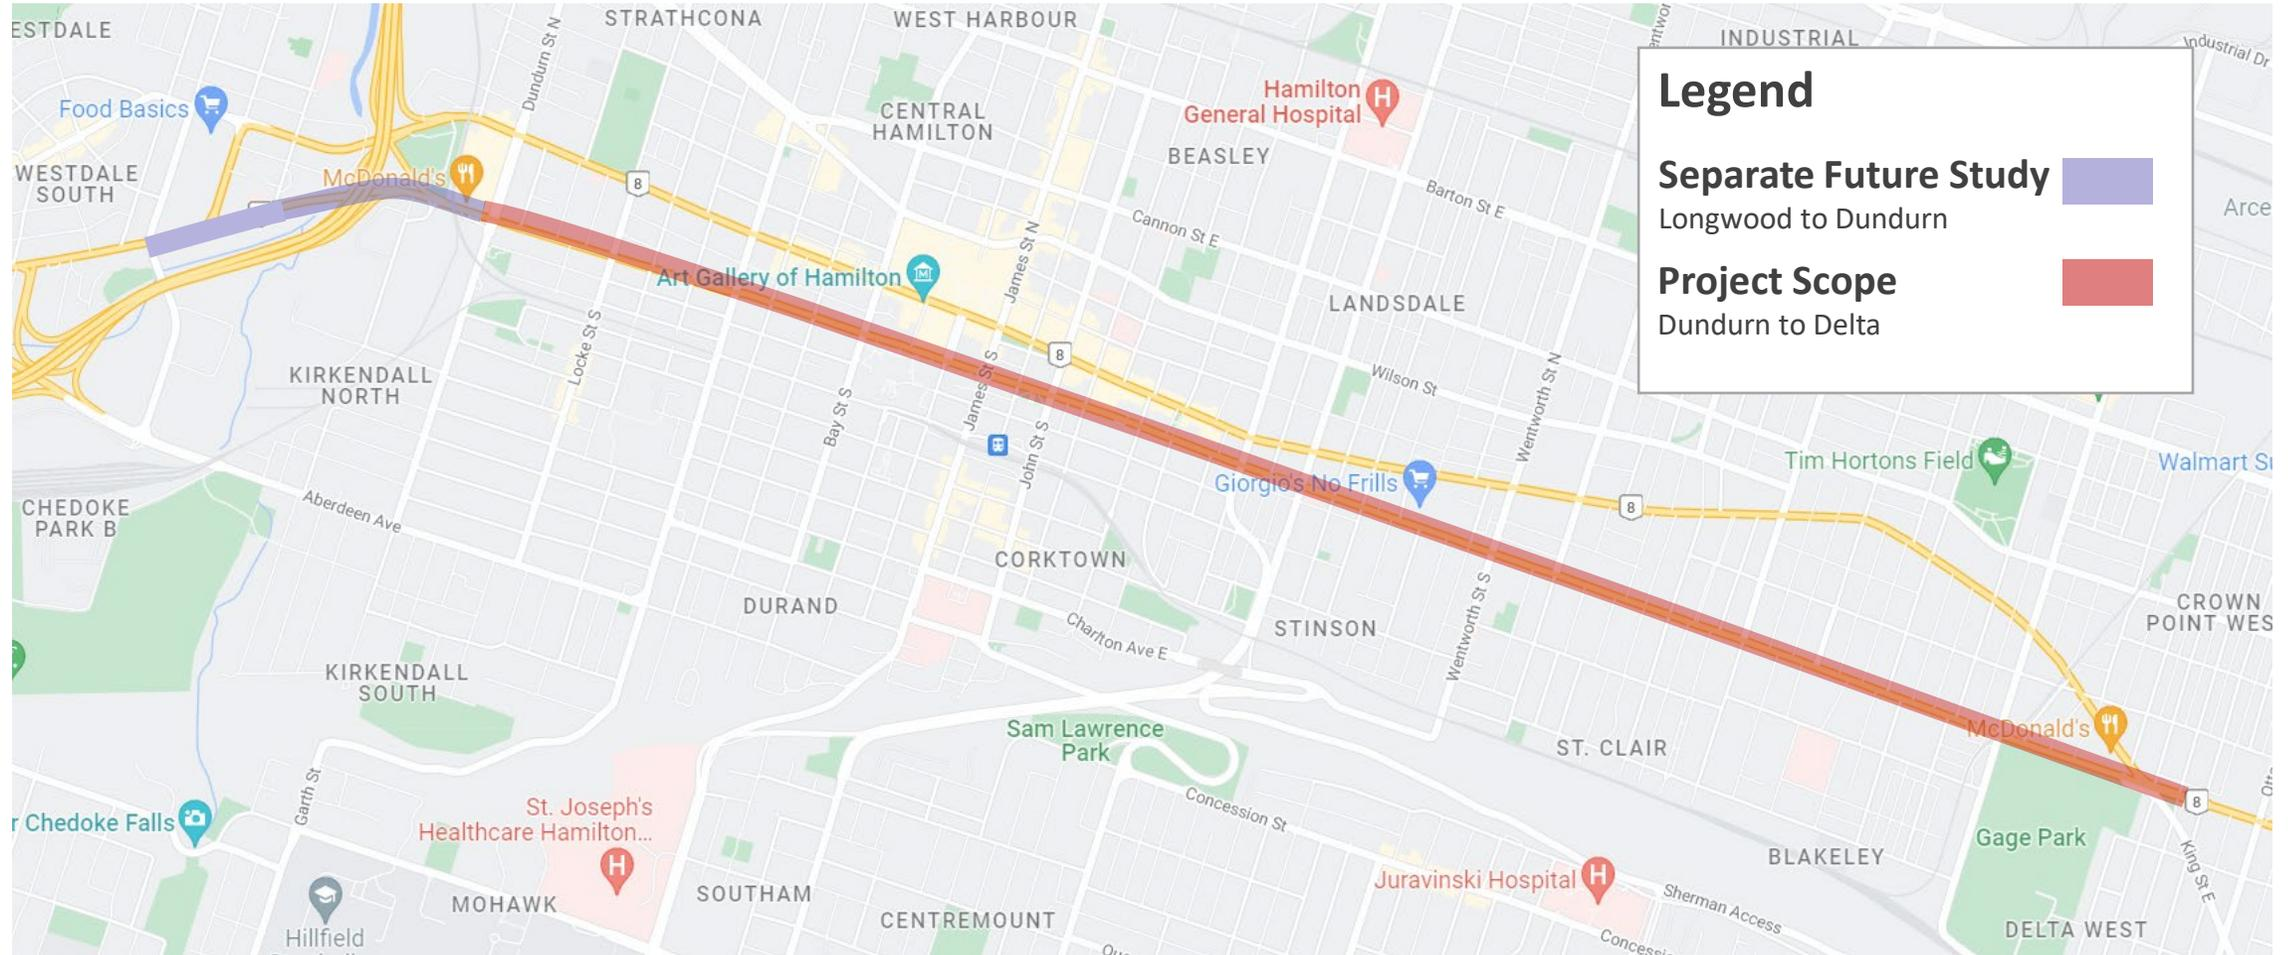 STRATHCONA
WEST HARBOUR
ESTDALE
INDUSTRIAL
Industrial Dr
Dundurn St N
Food Basics
Hamilton
General Hospital
CENTRAL
HAMILTON
BEASLEY
Legend
Separate Future Study
Longwood to Dundurn
Project Scope
Dundurn to Delta
WESTDALE
SOUTH
McDonald's
8
Barton St E
Arce
Cannon St E
James St N
Art Gallery of Hamilton
LANDSDALE
8
Locke St S
KIRKENDALL
NORTH
James St S
Wilson St
Wentworth St N
Bay St S
John St S
Giorgio's No Frills
Tim Hortons Field
Walmart Su
8
CHEDOKE
PARK B
Aberdeen Ave
CORKTOWN
DURAND
Charlton Ave E
STINSON
Wentworth St S
CROWN
POINT WES
KIRKENDALL
SOUTH
Sam Lawrence
Park
ST. CLAIR
McDonald's
8
Garth St
r Chedoke Falls
St. Joseph's
Healthcare Hamilton...
Concession St
Gage Park
King St E
BLAKELEY
Juravinski Hospital
Sherman Access
MOHAWK
SOUTHAM
CENTREMOUNT
DELTA WEST
Hillfield
Concessi